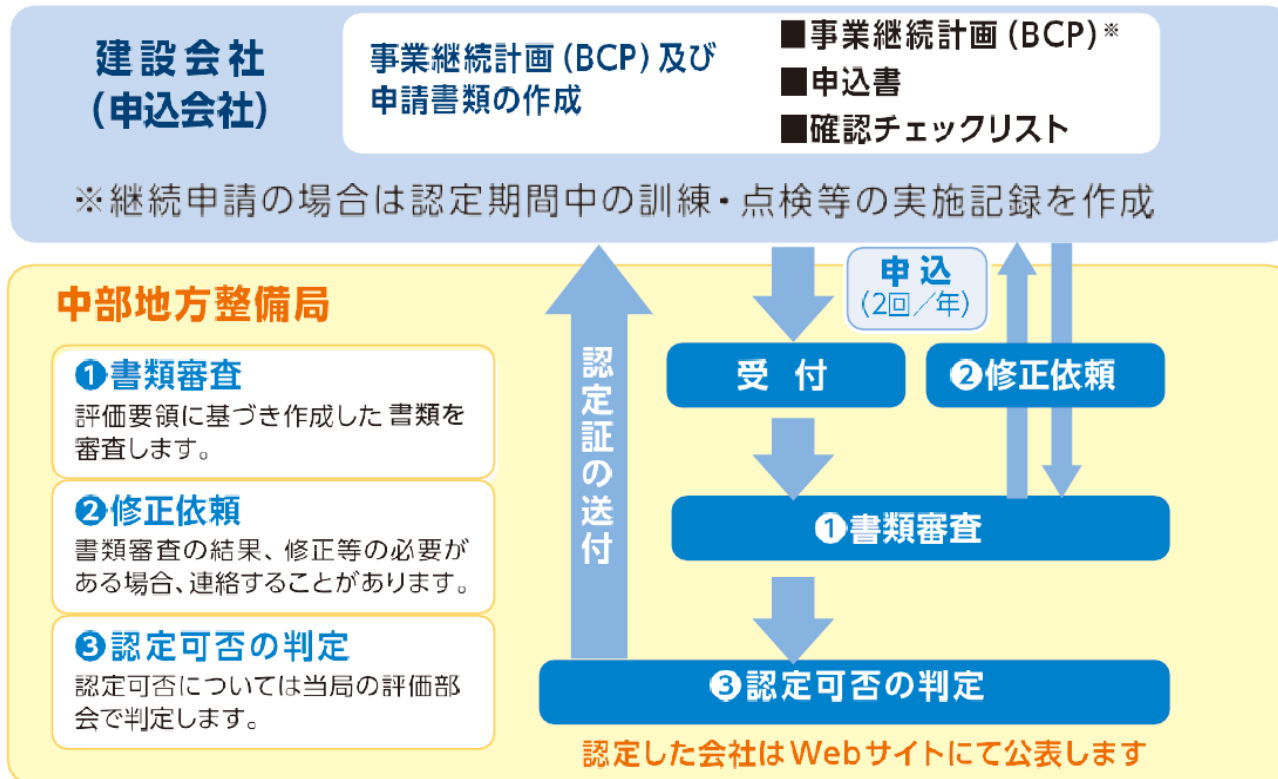 建設会社
(申込会社)
事業継続計画(BCP)及び
申請書類の作成
■事業継続計画(BCP)※
■申込書
■確認チェックリスト
※継続申請の場合は認定期間中の訓練・点検等の実施記録を作成
中部地方整備局
❶書類審査
評価要領に基づき作成した書類を
審査します。
❷修正依頼
書類審査の結果、修正等の必要が
ある場合、連絡することがあります。
❸認定可否の判定
認定可否については当局の評価部
会で判定します。
認定証の送付
申込
(2回/年)
受付
❷修正依頼
❶書類審査
❸認定可否の判定
認定した会社はWebサイトにて公表します